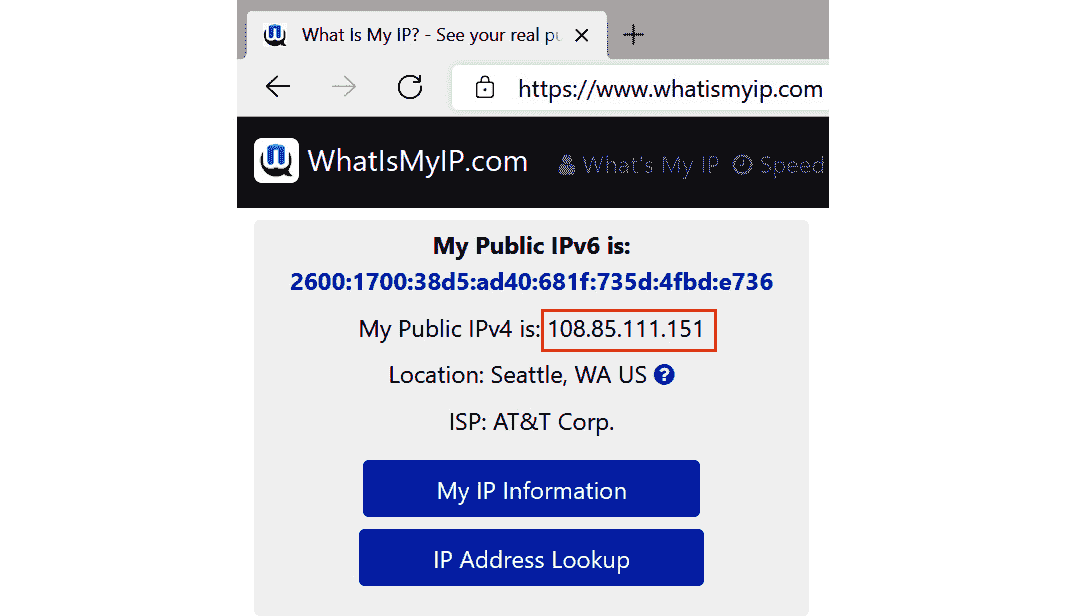 What Is My IP? - See your real pu
https://www.whatismyip.com
WhatIsMyIP.com What's My IP Speed
My Public IPv6 is:
2600:1700:38d5:ad40:681f:735d:4fbd:e736
My Public IPv4 is: 108.85.111.151
Location: Seattle, WA US
ISP: AT&T Corp.
My IP Information
IP Address Lookup